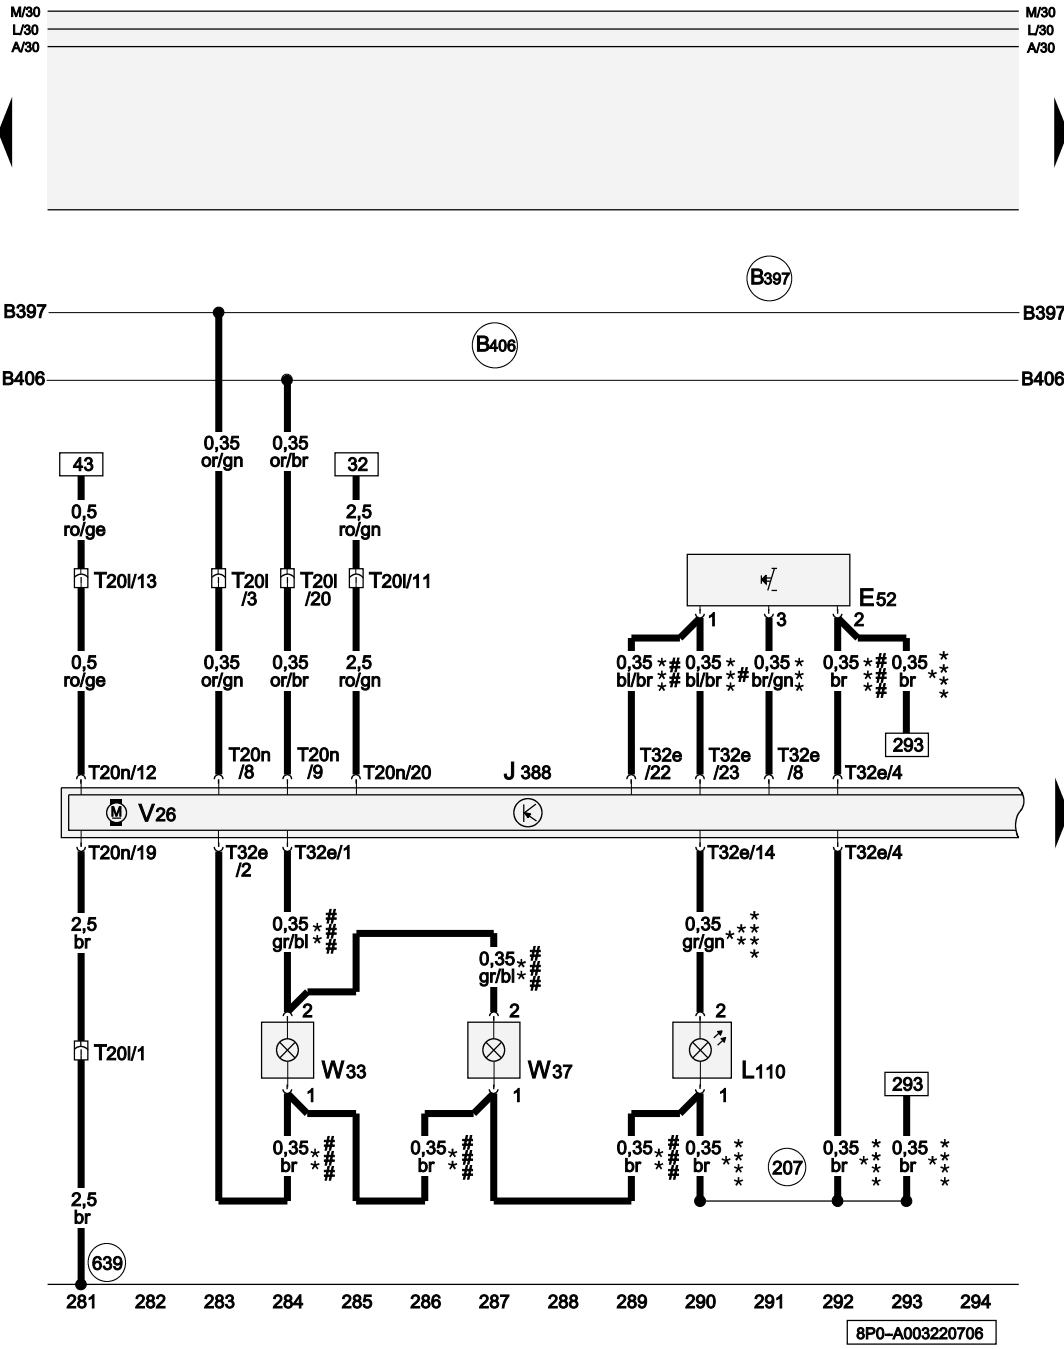 M/30 M/30
L/30 L/30
A/30 A/30
B397
B397 B397
B406
B406 B406
0,35 0,35
or/gn or/br
43 32
0,5 2,5
ro/ge ro/gn
T20l/13 T20l T20l T20l/11
/3 /20
E52
1 3 2
0,5 0,35 0,35 2,5
ro/ge or/gn or/br ro/gn
0,35 *## 0,35 *# 0,35 * 0,35 *# 0,35 *
bl/br *## bl/br * br/gn * br *# br **
* * * *# *
293
T20n/12 T20n T20n T20n/20 J 388 T32e T32e T32e T32e/4
/8 /9 /22 /23 /8
M V26
T20n/19 T32e T32e/1 T32e/14 T32e/4
/2
2,5 0,35 *# 0,35 *
br gr/bl *# gr/gn ***
# **
0,35 *#
gr/bl *#
#
2 2 2
T20l/1 W33 W37 L110
293
1 1 1
0,35 *# 0,35 *# 0,35 *# 0,35 * 207 0,35 * 0,35 *
br *# br *# br *# br ** br ** br **
# # # * * *
2,5
br
639
281 282 283 284 285 286 287 288 289 290 291 292 293 294
8P0–A003220706